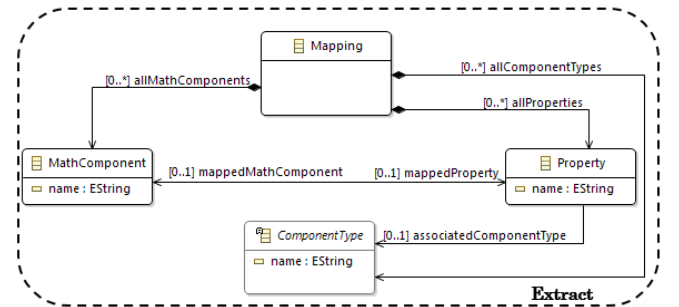 Mapping
[0..*] allMathComponents
[0..*] allComponentTypes
[0..*] allProperties
MathComponent
name : EString
[0..1] mappedMathComponent
[0..1] mappedProperty
Property
name : EString
ComponentType
name : EString
[0..1] associatedComponentType
Extract